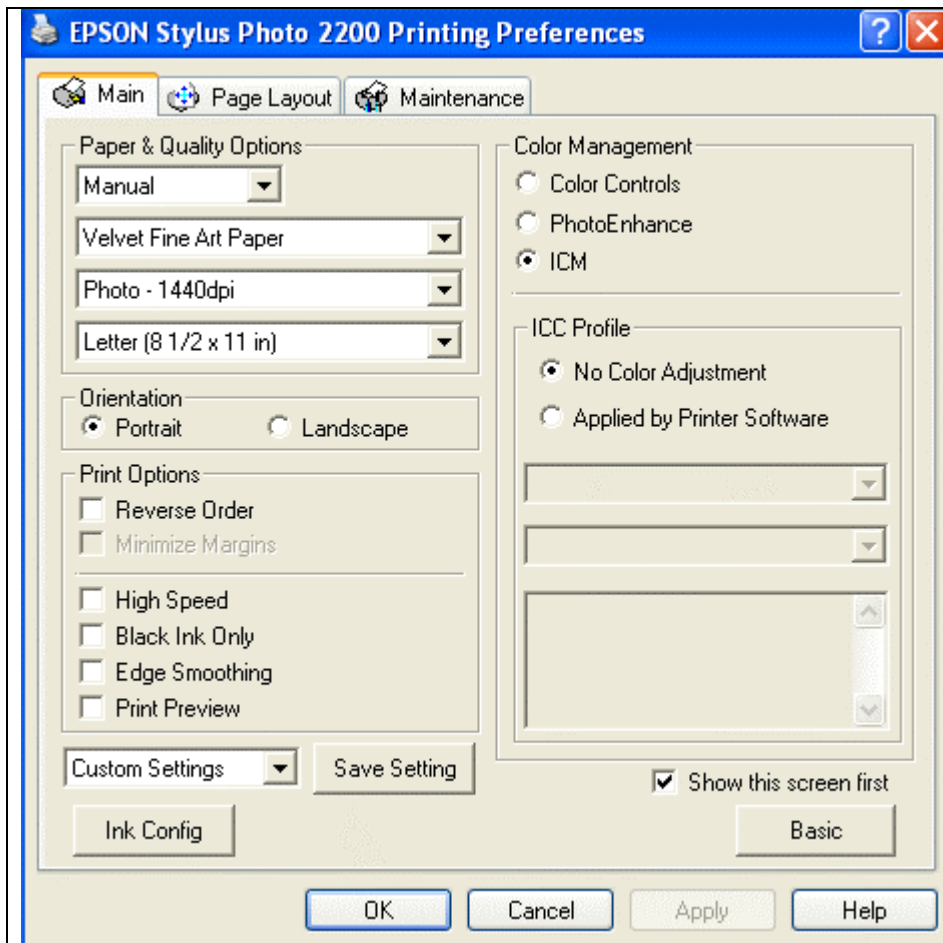 EPSON Stylus Photo 2200 Printing Preferences
Main
Page Layout
Maintenance
Paper & Quality Options
Manual
Velvet Fine Art Paper
Photo - 1440dpi
Letter (8 1/2 x 11 in)
Orientation
Portrait
Landscape
Print Options
Reverse Order
Minimize Margins
High Speed
Black Ink Only
Edge Smoothing
Print Preview
Custom Settings
Save Setting
Ink Config
Color Management
Color Controls
PhotoEnhance
ICM
ICC Profile
No Color Adjustment
Applied by Printer Software
Show this screen first
Basic
OK
Cancel
Apply
Help